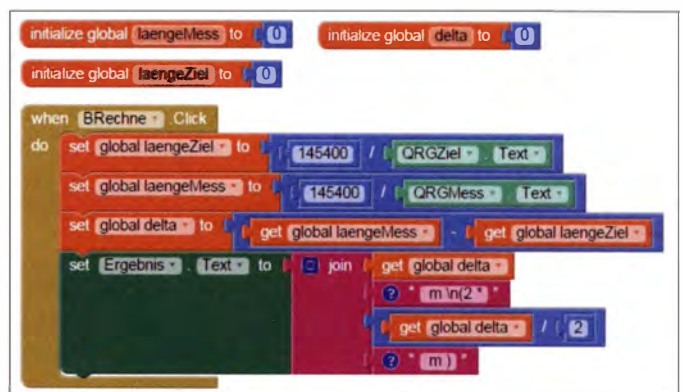 initialize global laengeMess to 0
initialize global delta to 0
initialize global laengeZiel to 0
when BRechne .Click
do set global laengeZiel to 145400 / QRGZiel . Text
set global laengeMess to 145400 / QRGMess . Text
set global delta to get global laengeMess - get global laengeZiel
set Ergebnis . Text to join get global delta
" m \n(2 * "
get global delta / 2
" m ) "